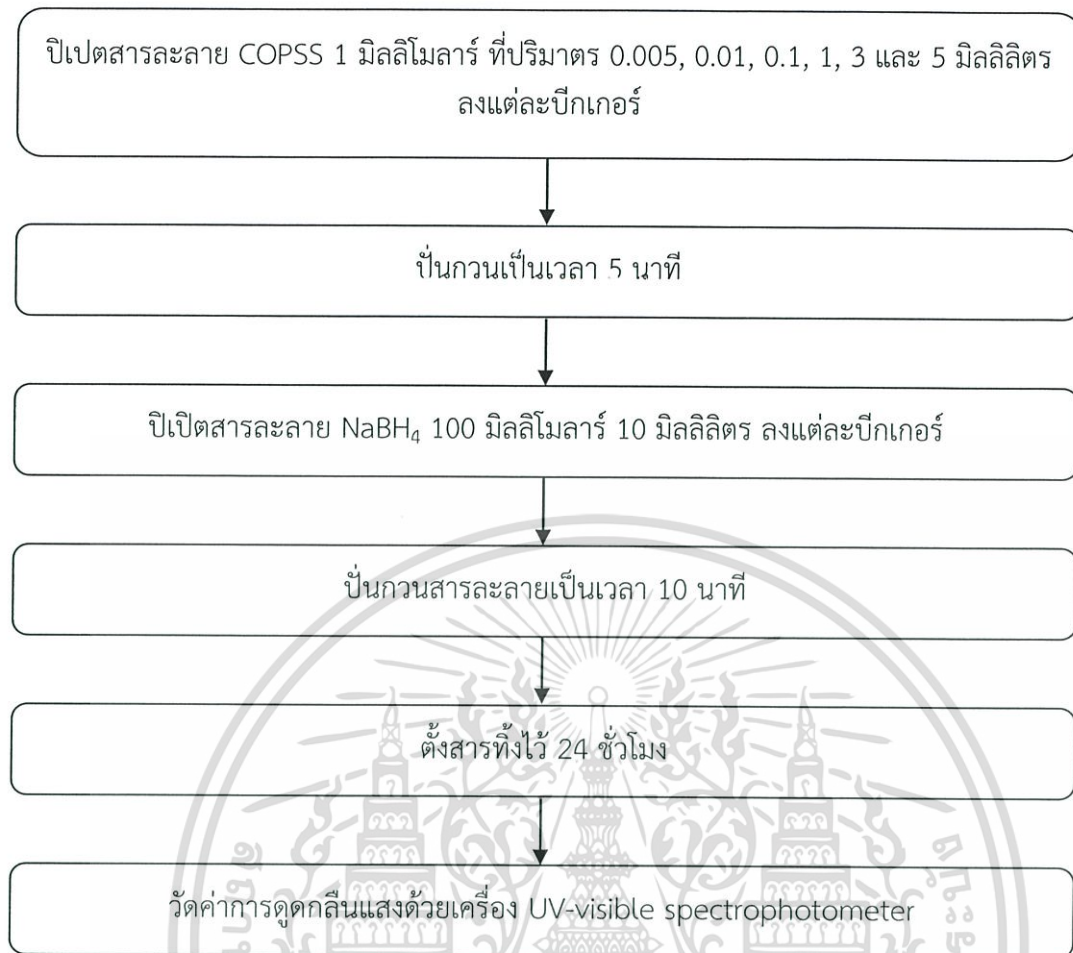 ปิเปตสารละลาย COPSS 1 มิลลิโมลาร์ ที่ปริมาตร 0.005, 0.01, 0.1, 1, 3 และ 5 มิลลิลิตร
ลงแต่ละบีกเกอร์
ปั่นกวนเป็นเวลา 5 นาที
ปิเปิตสารละลาย NaBH₄ 100 มิลลิโมลาร์ 10 มิลลิลิตร ลงแต่ละบีกเกอร์
ปั่นกวนสารละลายเป็นเวลา 10 นาที
ตั้งสารทิ้งไว้ 24 ชั่วโมง
วัดค่าการดูดกลืนแสงด้วยเครื่อง UV-visible spectrophotometer